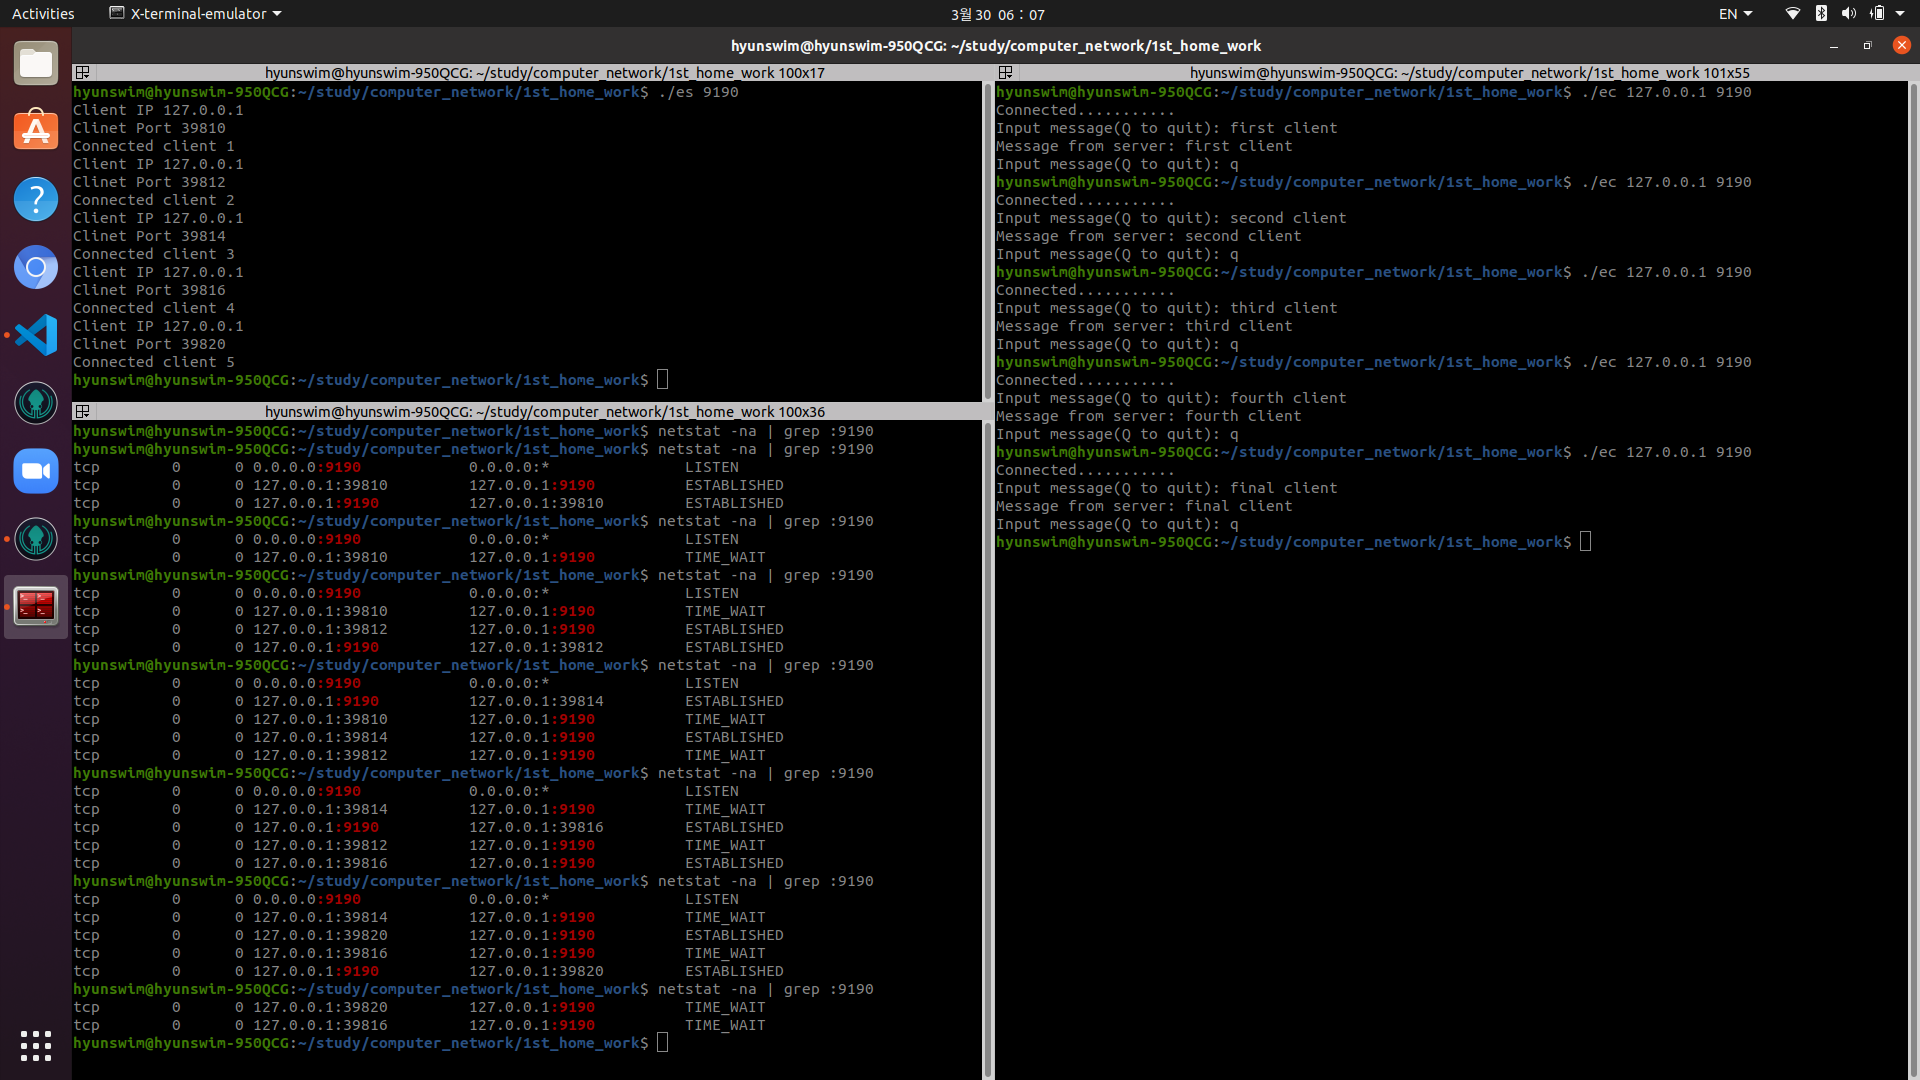 Activities
X-terminal-emulator
3월 30 06 : 07
EN
hyunswim@hyunswim-950QCG: ~/study/computer_network/1st_home_work
hyunswim@hyunswim-950QCG: ~/study/computer_network/1st_home_work 100x17
hyunswim@hyunswim-950QCG:~/study/computer_network/1st_home_work$ ./es 9190
Client IP 127.0.0.1
Clinet Port 39810
Connected client 1
Client IP 127.0.0.1
Clinet Port 39812
Connected client 2
Client IP 127.0.0.1
Clinet Port 39814
Connected client 3
Client IP 127.0.0.1
Clinet Port 39816
Connected client 4
Client IP 127.0.0.1
Clinet Port 39820
Connected client 5
hyunswim@hyunswim-950QCG:~/study/computer_network/1st_home_work$
hyunswim@hyunswim-950QCG: ~/study/computer_network/1st_home_work 100x36
hyunswim@hyunswim-950QCG:~/study/computer_network/1st_home_work$ netstat -na | grep :9190
hyunswim@hyunswim-950QCG:~/study/computer_network/1st_home_work$ netstat -na | grep :9190
tcp 0 0 0.0.0.0:9190 0.0.0.0:* LISTEN
tcp 0 0 127.0.0.1:39810 127.0.0.1:9190 ESTABLISHED
tcp 0 0 127.0.0.1:9190 127.0.0.1:39810 ESTABLISHED
hyunswim@hyunswim-950QCG:~/study/computer_network/1st_home_work$ netstat -na | grep :9190
tcp 0 0 0.0.0.0:9190 0.0.0.0:* LISTEN
tcp 0 0 127.0.0.1:39810 127.0.0.1:9190 TIME_WAIT
hyunswim@hyunswim-950QCG:~/study/computer_network/1st_home_work$ netstat -na | grep :9190
tcp 0 0 0.0.0.0:9190 0.0.0.0:* LISTEN
tcp 0 0 127.0.0.1:39810 127.0.0.1:9190 TIME_WAIT
tcp 0 0 127.0.0.1:39812 127.0.0.1:9190 ESTABLISHED
tcp 0 0 127.0.0.1:9190 127.0.0.1:39812 ESTABLISHED
hyunswim@hyunswim-950QCG:~/study/computer_network/1st_home_work$ netstat -na | grep :9190
tcp 0 0 0.0.0.0:9190 0.0.0.0:* LISTEN
tcp 0 0 127.0.0.1:9190 127.0.0.1:39814 ESTABLISHED
tcp 0 0 127.0.0.1:39810 127.0.0.1:9190 TIME_WAIT
tcp 0 0 127.0.0.1:39814 127.0.0.1:9190 ESTABLISHED
tcp 0 0 127.0.0.1:39812 127.0.0.1:9190 TIME_WAIT
hyunswim@hyunswim-950QCG:~/study/computer_network/1st_home_work$ netstat -na | grep :9190
tcp 0 0 0.0.0.0:9190 0.0.0.0:* LISTEN
tcp 0 0 127.0.0.1:39814 127.0.0.1:9190 TIME_WAIT
tcp 0 0 127.0.0.1:9190 127.0.0.1:39816 ESTABLISHED
tcp 0 0 127.0.0.1:39812 127.0.0.1:9190 TIME_WAIT
tcp 0 0 127.0.0.1:39816 127.0.0.1:9190 ESTABLISHED
hyunswim@hyunswim-950QCG:~/study/computer_network/1st_home_work$ netstat -na | grep :9190
tcp 0 0 0.0.0.0:9190 0.0.0.0:* LISTEN
tcp 0 0 127.0.0.1:39814 127.0.0.1:9190 TIME_WAIT
tcp 0 0 127.0.0.1:39820 127.0.0.1:9190 ESTABLISHED
tcp 0 0 127.0.0.1:39816 127.0.0.1:9190 TIME_WAIT
tcp 0 0 127.0.0.1:9190 127.0.0.1:39820 ESTABLISHED
hyunswim@hyunswim-950QCG:~/study/computer_network/1st_home_work$ netstat -na | grep :9190
tcp 0 0 127.0.0.1:39820 127.0.0.1:9190 TIME_WAIT
tcp 0 0 127.0.0.1:39816 127.0.0.1:9190 TIME_WAIT
hyunswim@hyunswim-950QCG:~/study/computer_network/1st_home_work$
hyunswim@hyunswim-950QCG: ~/study/computer_network/1st_home_work 101x55
hyunswim@hyunswim-950QCG:~/study/computer_network/1st_home_work$ ./ec 127.0.0.1 9190
Connected...........
Input message(Q to quit): first client
Message from server: first client
Input message(Q to quit): q
hyunswim@hyunswim-950QCG:~/study/computer_network/1st_home_work$ ./ec 127.0.0.1 9190
Connected...........
Input message(Q to quit): second client
Message from server: second client
Input message(Q to quit): q
hyunswim@hyunswim-950QCG:~/study/computer_network/1st_home_work$ ./ec 127.0.0.1 9190
Connected...........
Input message(Q to quit): third client
Message from server: third client
Input message(Q to quit): q
hyunswim@hyunswim-950QCG:~/study/computer_network/1st_home_work$ ./ec 127.0.0.1 9190
Connected...........
Input message(Q to quit): fourth client
Message from server: fourth client
Input message(Q to quit): q
hyunswim@hyunswim-950QCG:~/study/computer_network/1st_home_work$ ./ec 127.0.0.1 9190
Connected...........
Input message(Q to quit): final client
Message from server: final client
Input message(Q to quit): q
hyunswim@hyunswim-950QCG:~/study/computer_network/1st_home_work$